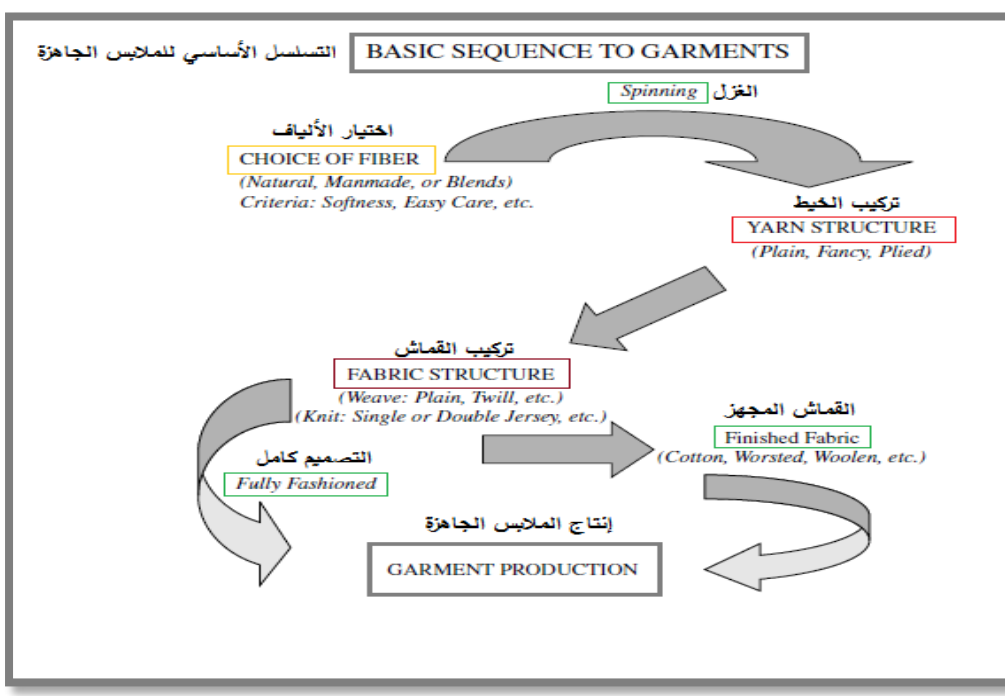 التسلسل الأساسي للملابس الجاهزة
BASIC SEQUENCE TO GARMENTS
Spinning الغزل
اختيار الألياف
CHOICE OF FIBER
(Natural, Manmade, or Blends)
Criteria: Softness, Easy Care, etc.
تركيب الخيط
YARN STRUCTURE
(Plain, Fancy, Plied)
تركيب القماش
FABRIC STRUCTURE
(Weave: Plain, Twill, etc.)
(Knit: Single or Double Jersey, etc.)
القماش المجهز
Finished Fabric
(Cotton, Worsted, Woolen, etc.)
التصميم كامل
Fully Fashioned
إنتاج الملابس الجاهزة
GARMENT PRODUCTION